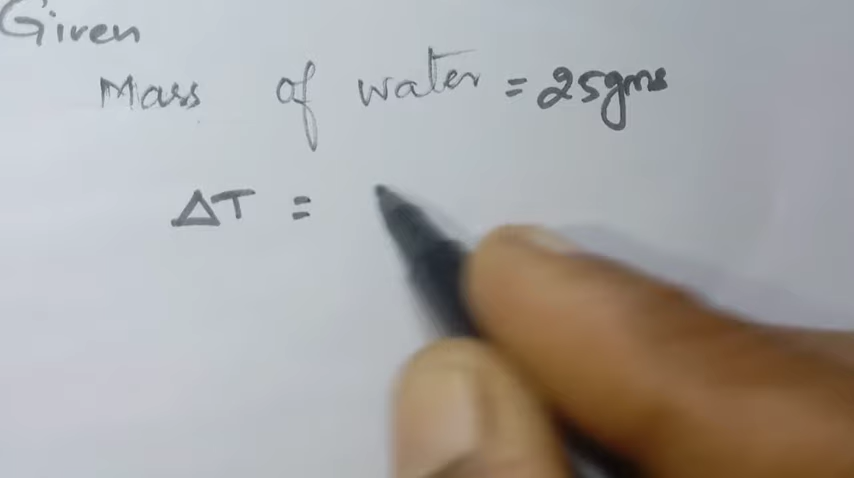 Given
Mass of water = 25gms
ΔT =